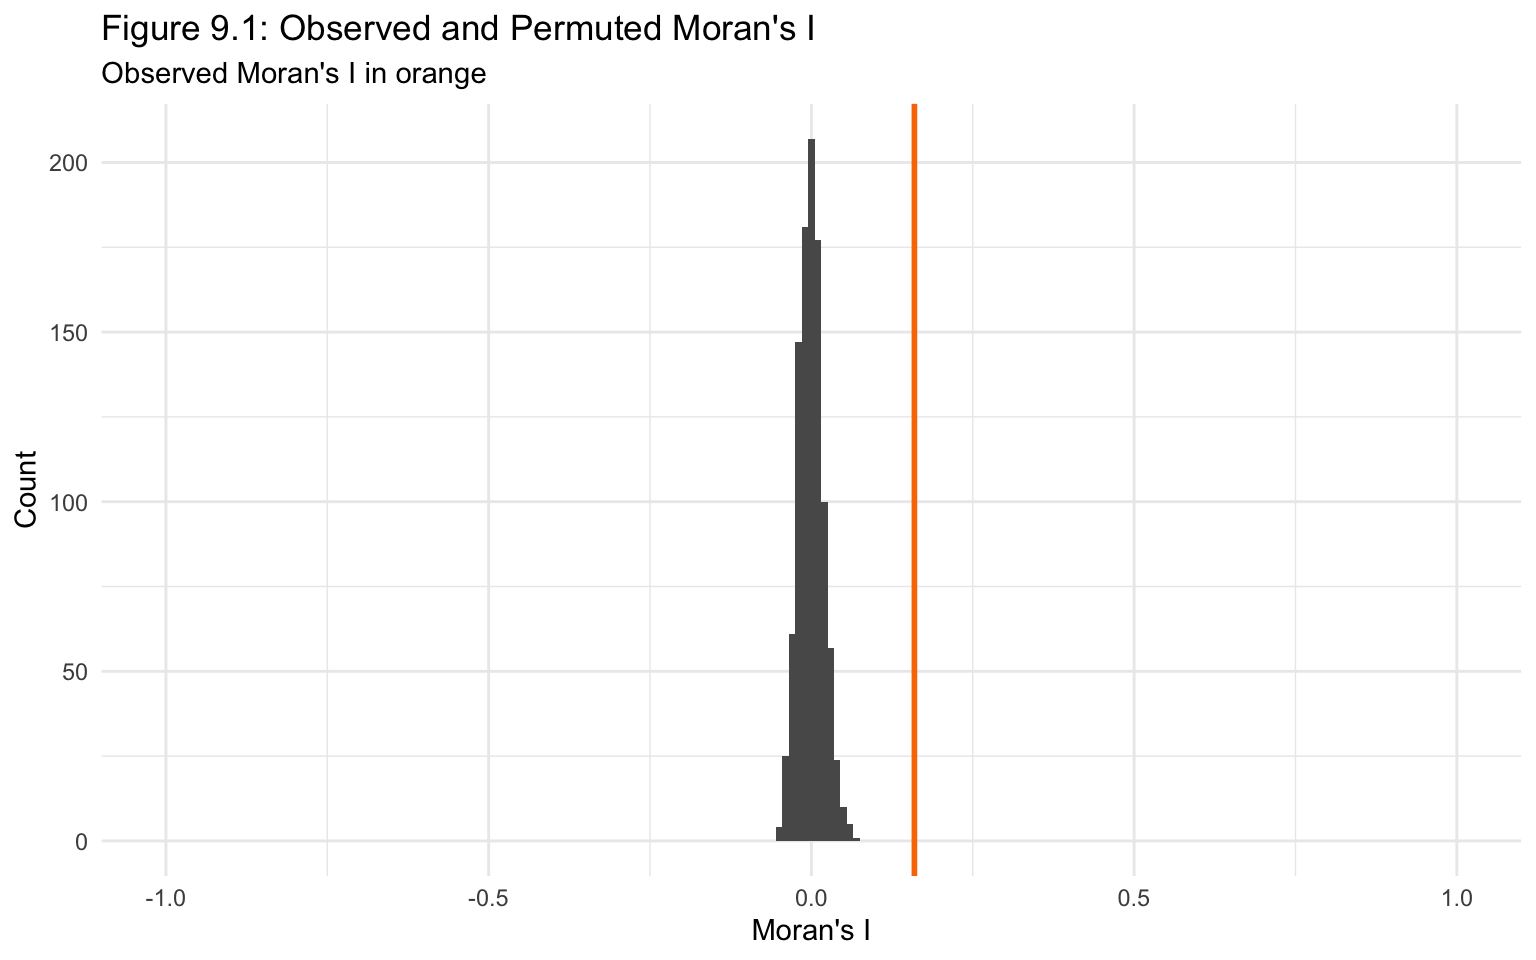 Figure 9.1: Observed and Permuted Moran's I
Observed Moran's I in orange
200
150
100
50
0
Count
-1.0
-0.5
0.0
0.5
1.0
Moran's I